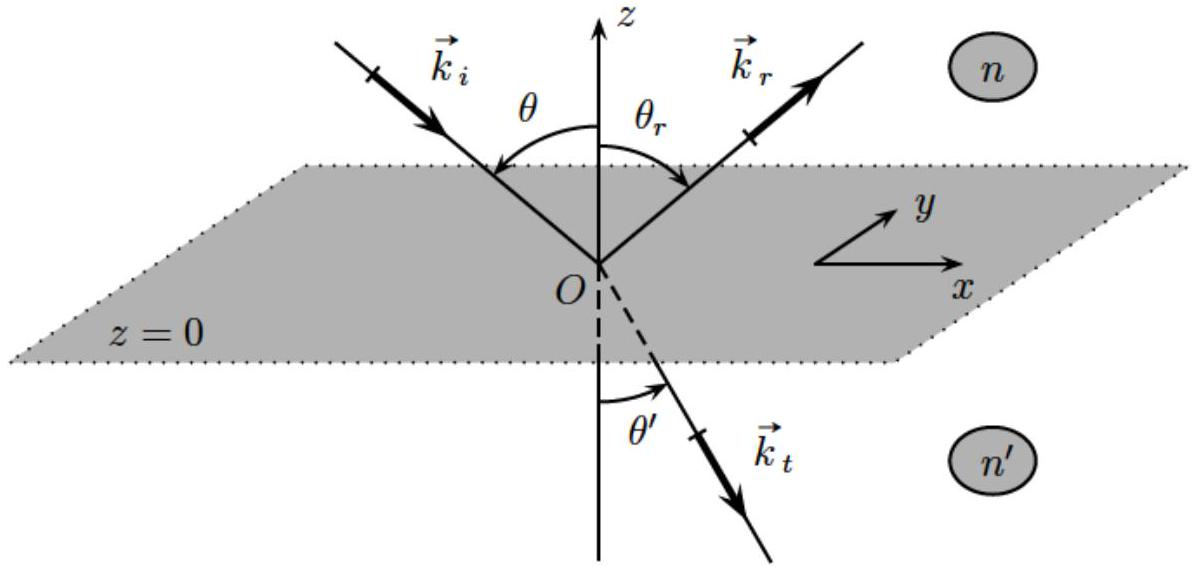 z
k⃗ i
k⃗ r
n
θ
θr
y
O
x
z = 0
θ′
k⃗ t
n′